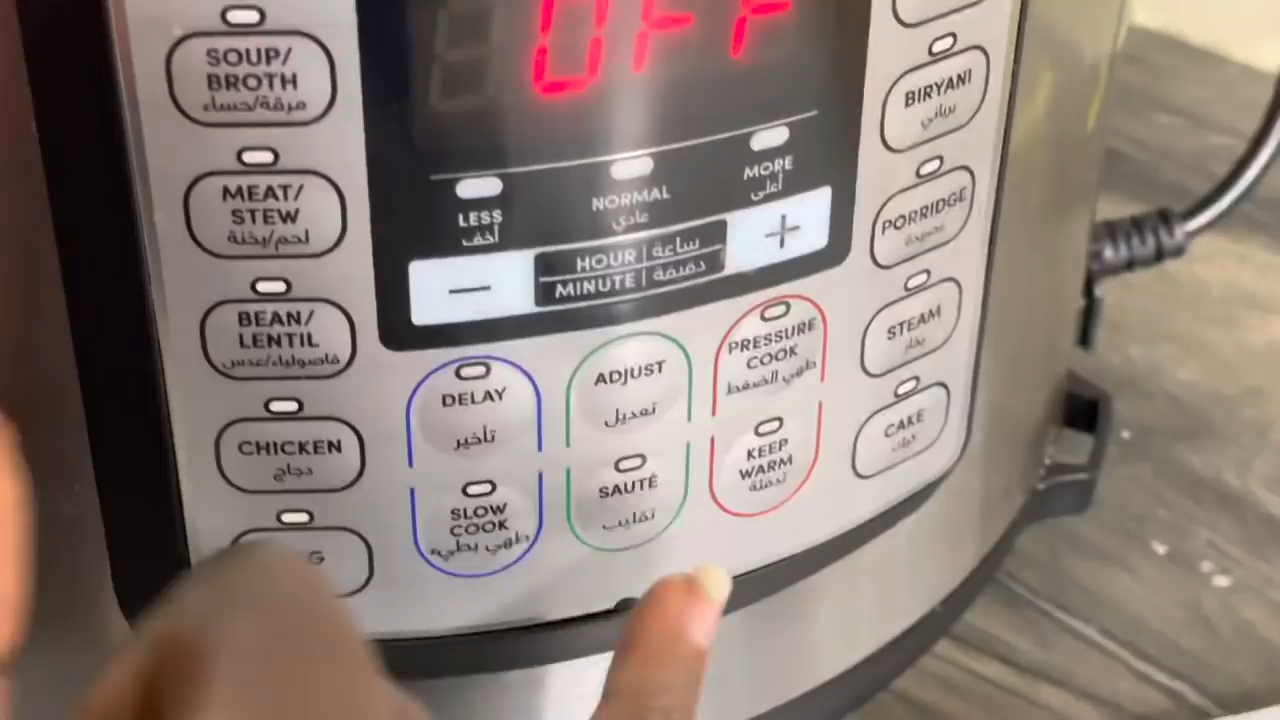 OFF
SOUP/
BROTH
مرقة/حساء
MEAT/
STEW
لحم/يخنة
BEAN/
LENTIL
فاصولياء/عدس
CHICKEN
دجاج
G
LESS
أخف
NORMAL
عادي
MORE
أعلى
−
HOUR | ساعة
MINUTE | دقيقة
+
DELAY
تأخير
SLOW
COOK
طهي بطيء
ADJUST
تعديل
SAUTÉ
تقليب
PRESSURE
COOK
طهي الضغط
KEEP
WARM
تدفئة
BIRYANI
برياني
PORRIDGE
عصيدة
STEAM
بخار
CAKE
كيك